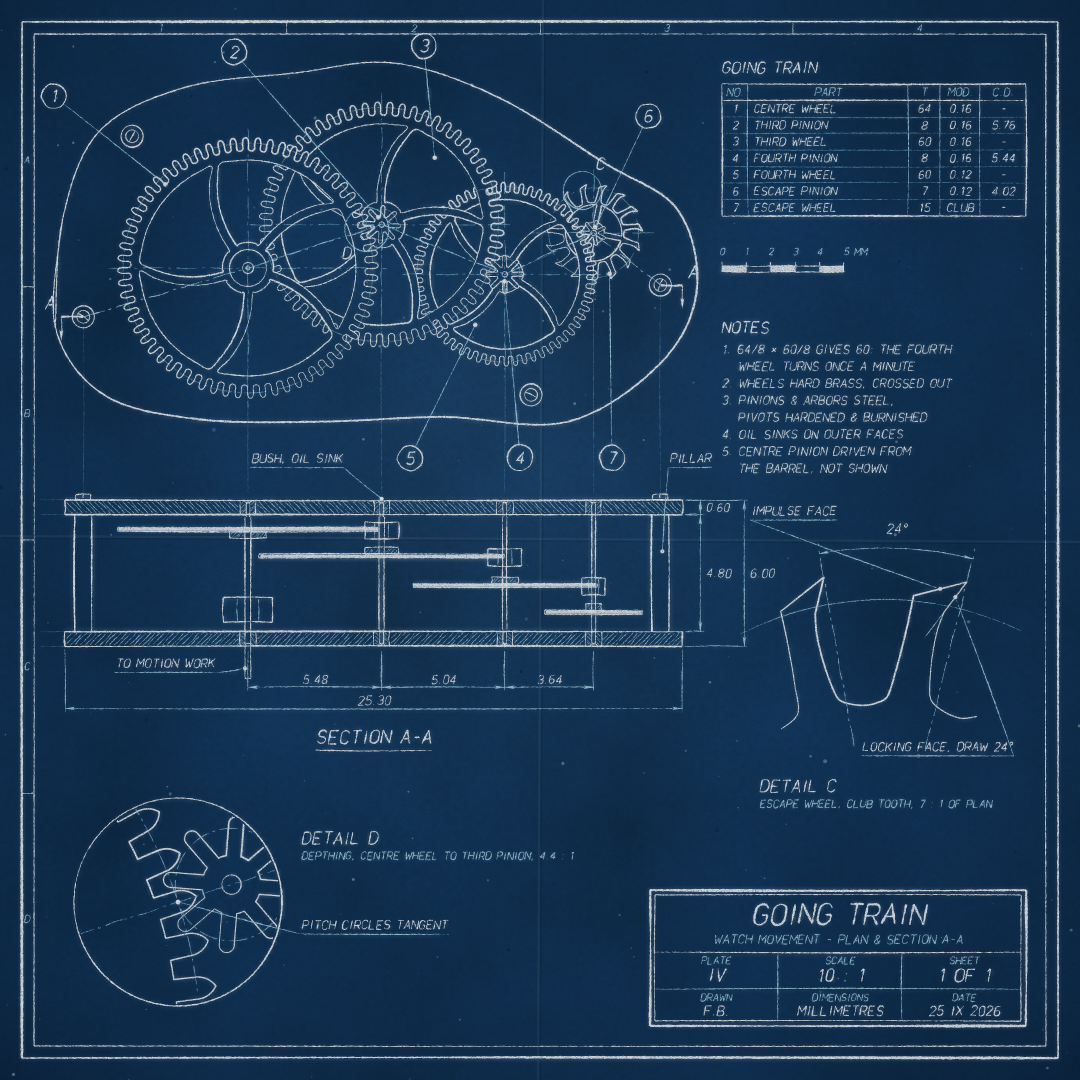 1 2 3 4
A
B
C
D
1
2
3
6
C
A
A
5
4
7
GOING TRAIN
NO PART T MOD C.D.
1 CENTRE WHEEL 64 0.16 -
2 THIRD PINION 8 0.16 5.76
3 THIRD WHEEL 60 0.16 -
4 FOURTH PINION 8 0.16 5.44
5 FOURTH WHEEL 60 0.12 -
6 ESCAPE PINION 7 0.12 4.02
7 ESCAPE WHEEL 15 CLUB -
0 1 2 3 4 5 MM
NOTES
1. 64/8 × 60/8 GIVES 60: THE FOURTH
WHEEL TURNS ONCE A MINUTE
2. WHEELS HARD BRASS, CROSSED OUT
3. PINIONS & ARBORS STEEL,
PIVOTS HARDENED & BURNISHED
4. OIL SINKS ON OUTER FACES
5. CENTRE PINION DRIVEN FROM
THE BARREL, NOT SHOWN
BUSH, OIL SINK
PILLAR
0.60
4.80
6.00
TO MOTION WORK
5.48 5.04 3.64
25.30
SECTION A-A
IMPULSE FACE
24°
LOCKING FACE, DRAW 24°
DETAIL C
ESCAPE WHEEL, CLUB TOOTH, 7 : 1 OF PLAN
DETAIL D
DEPTHING, CENTRE WHEEL TO THIRD PINION, 4.4 : 1
PITCH CIRCLES TANGENT
GOING TRAIN
WATCH MOVEMENT - PLAN & SECTION A-A
PLATE SCALE SHEET
IV 10 : 1 1 OF 1
DRAWN DIMENSIONS DATE
F.B. MILLIMETRES 25 IX 2026